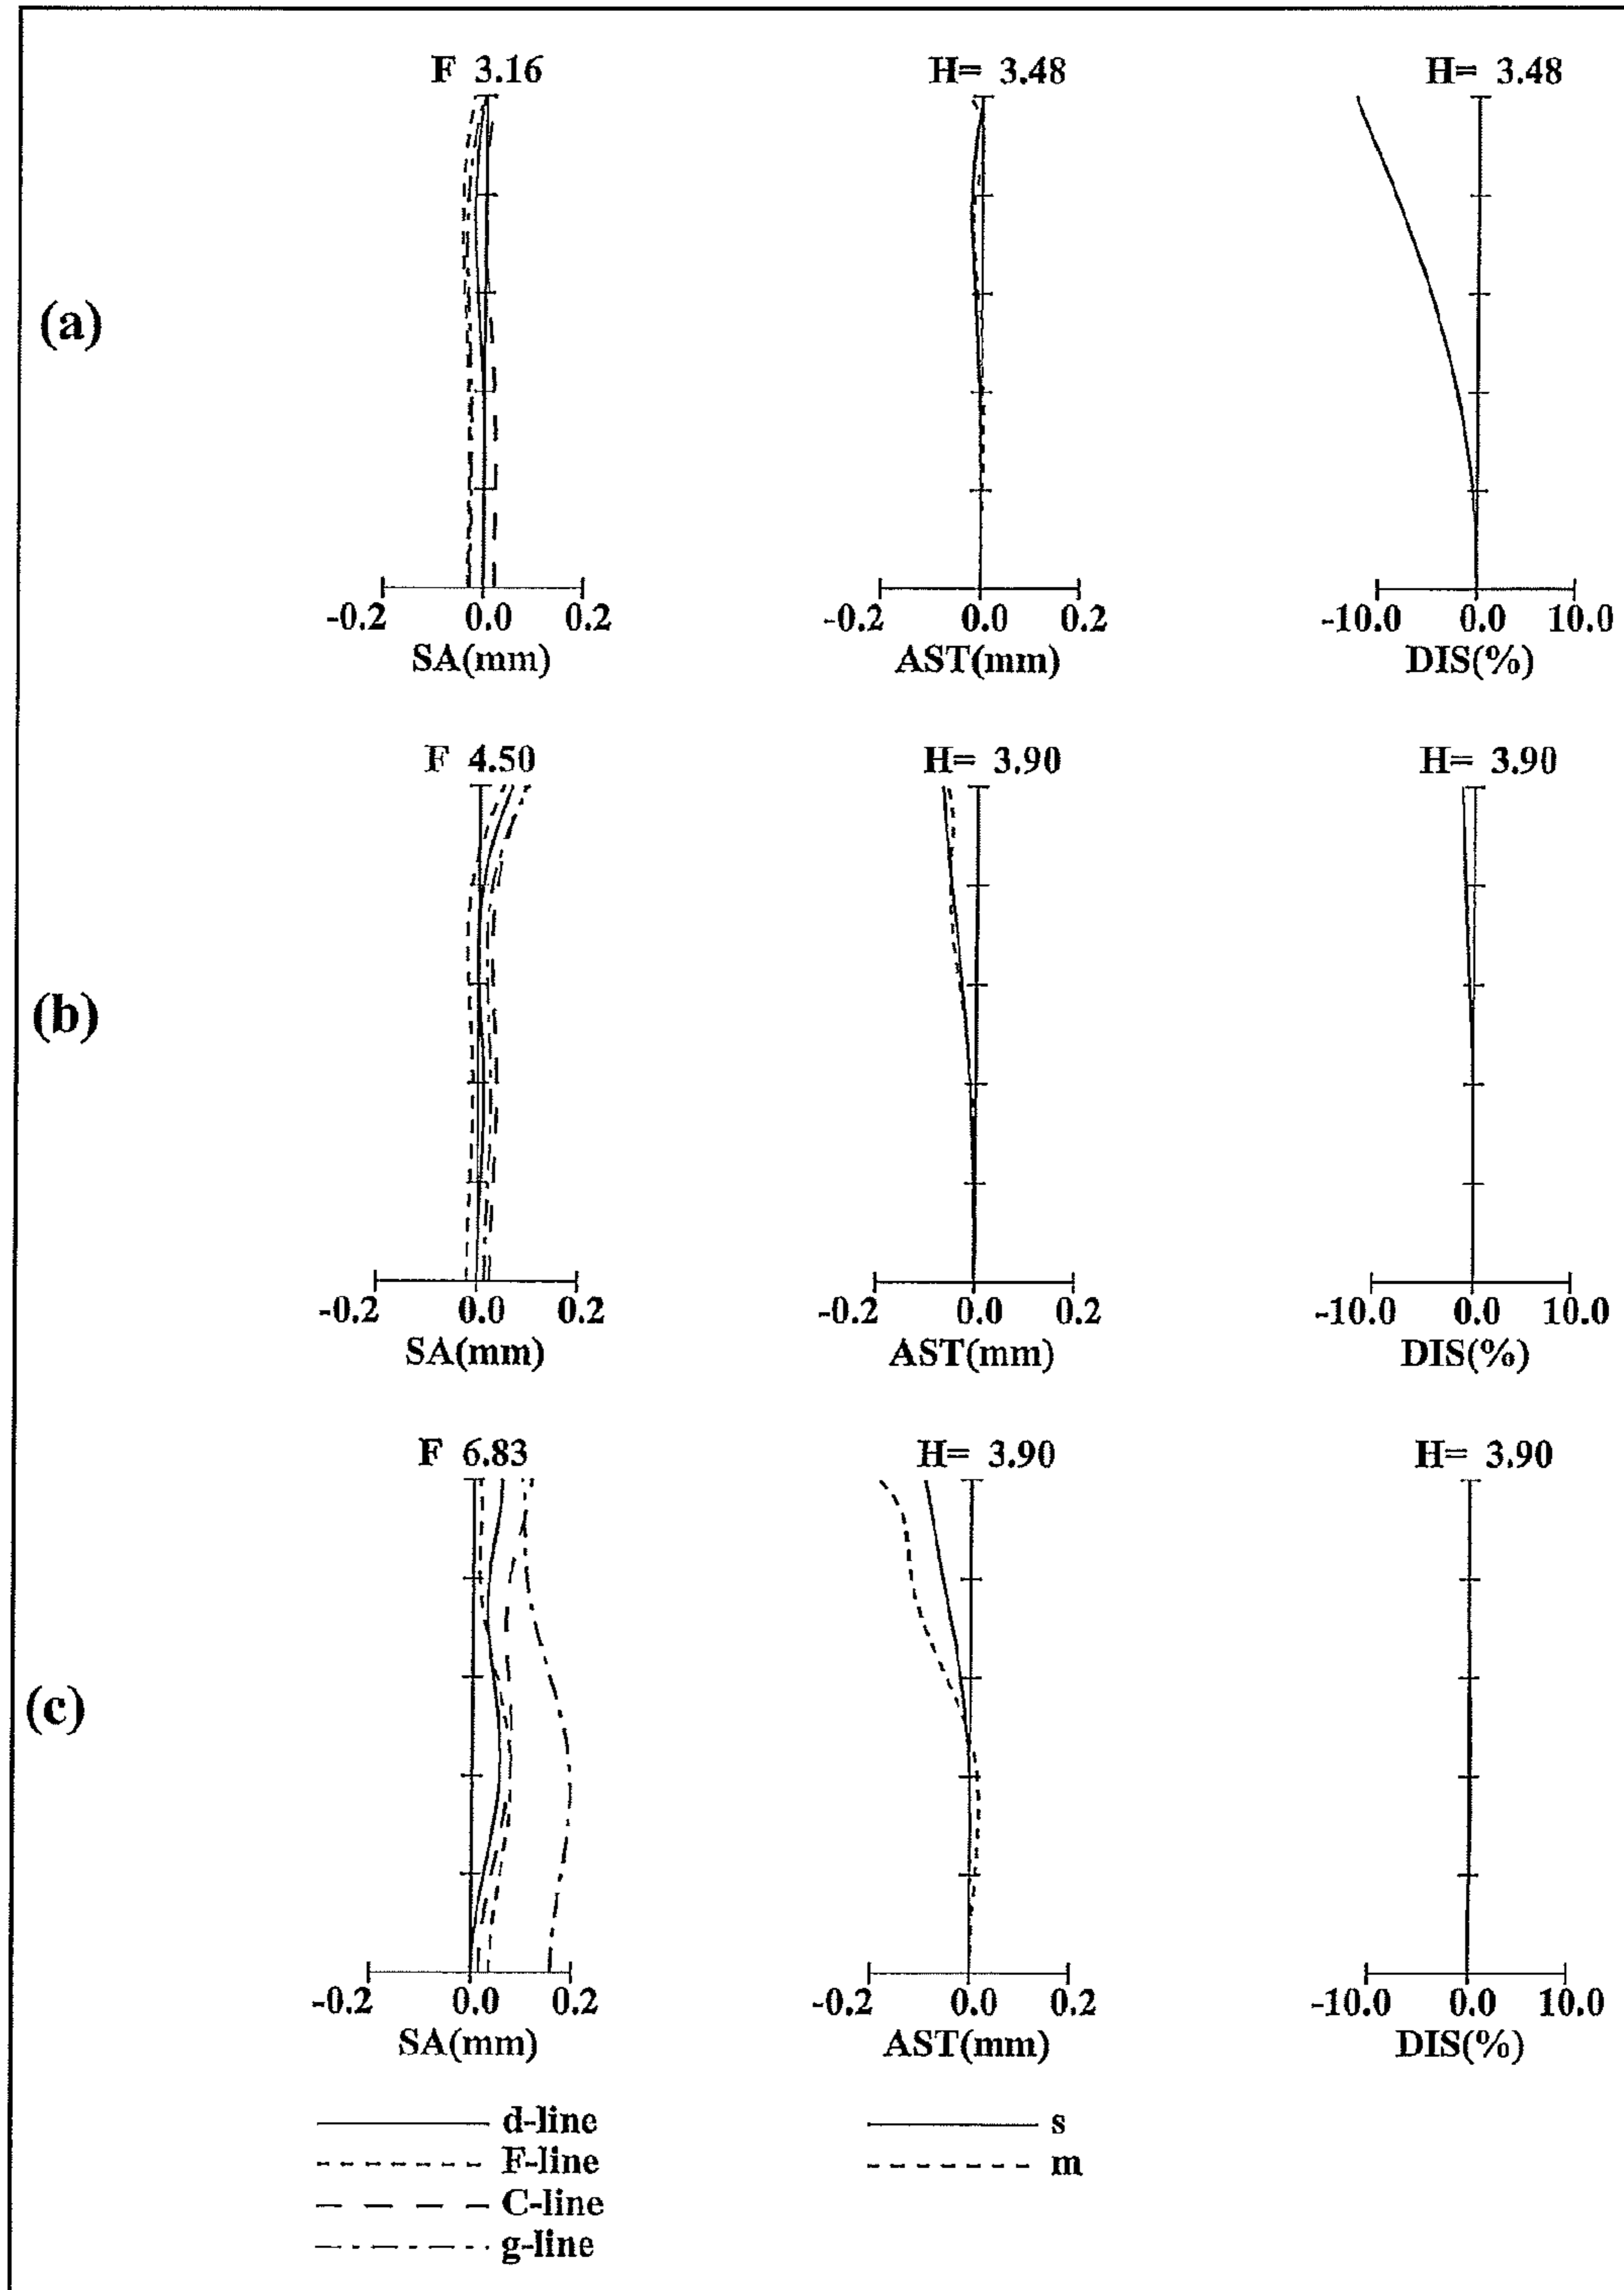 F 3.16 H= 3.48 H= 3.48
(a)
-0.2 0.0 0.2 -0.2 0.0 0.2 -10.0 0.0 10.0
SA(mm) AST(mm) DIS(%)
F 4.50 H= 3.90 H= 3.90
(b)
-0.2 0.0 0.2 -0.2 0.0 0.2 -10.0 0.0 10.0
SA(mm) AST(mm) DIS(%)
F 6.83 H= 3.90 H= 3.90
(c)
-0.2 0.0 0.2 -0.2 0.0 0.2 -10.0 0.0 10.0
SA(mm) AST(mm) DIS(%)
d-line s
F-line m
C-line
g-line